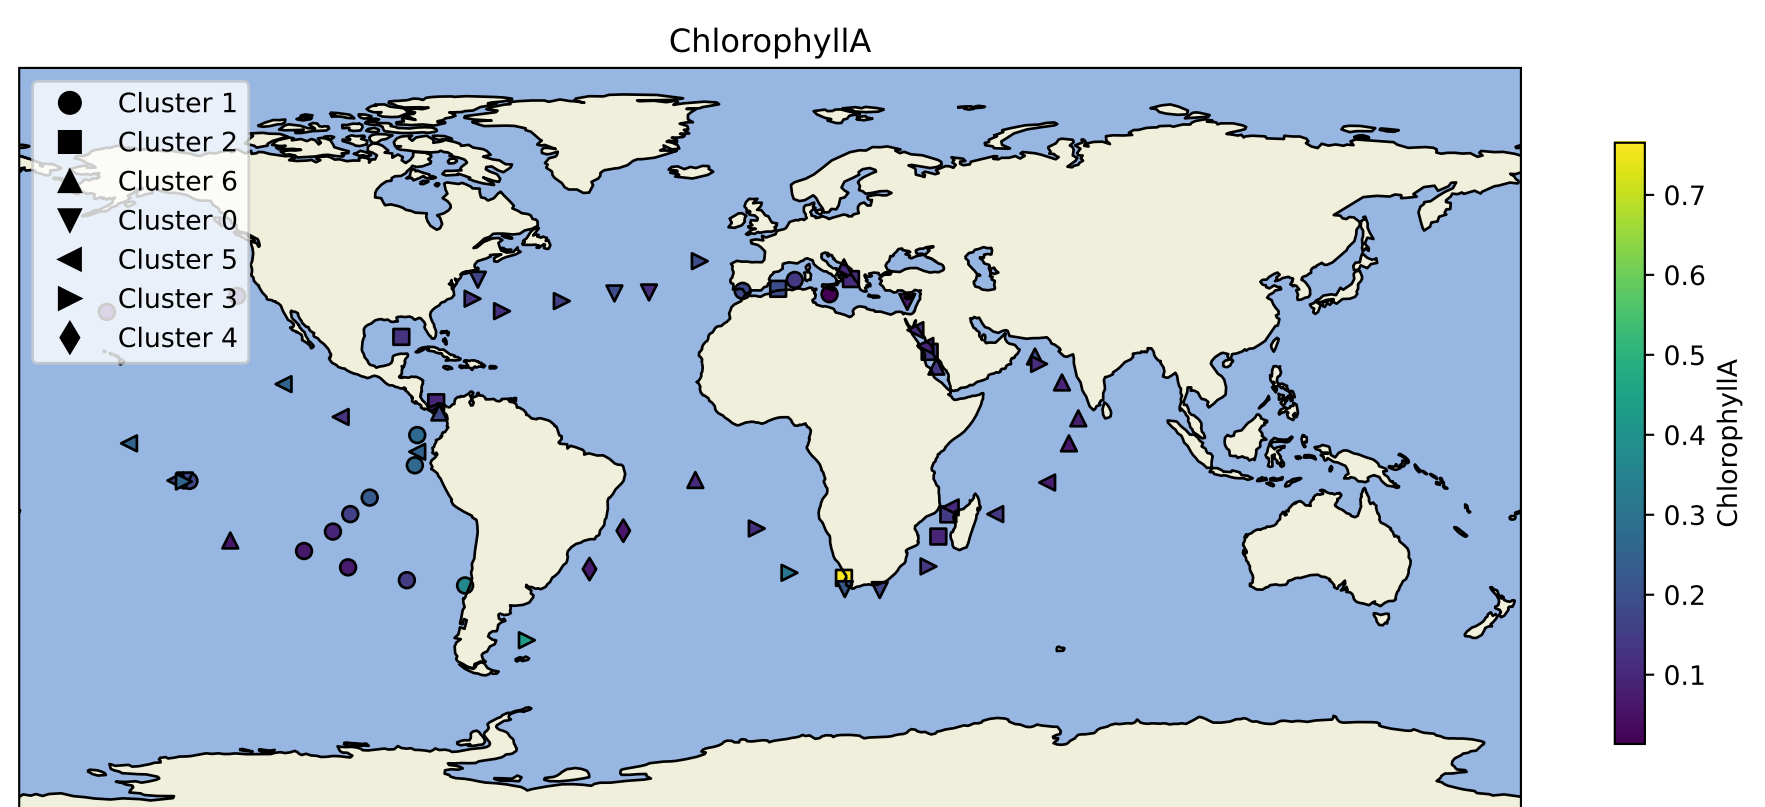 ChlorophyllA
Cluster 1
Cluster 2
Cluster 6
Cluster 0
Cluster 5
Cluster 3
Cluster 4
0.7
0.6
0.5
0.4
0.3
0.2
0.1
ChlorophyllA